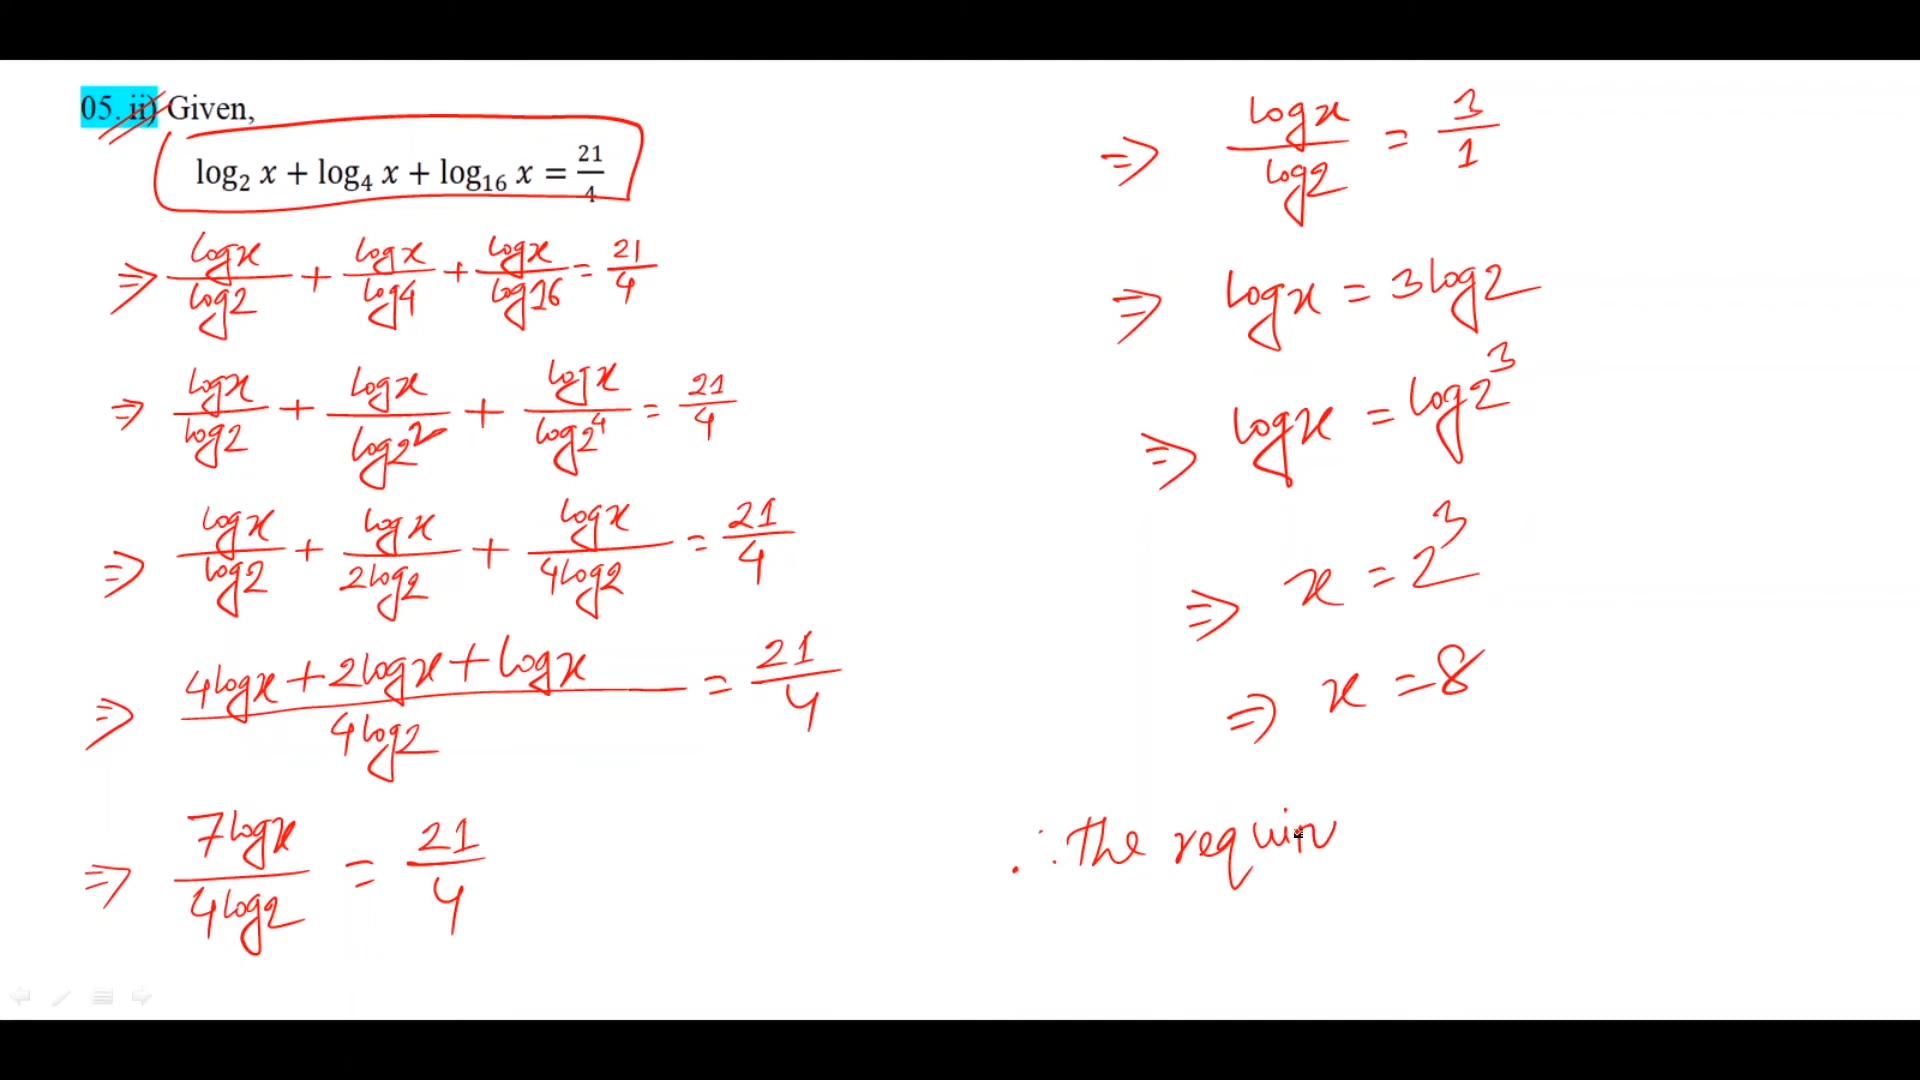 05. ii) Given,
log₂ x + log₄ x + log₁₆ x = 21/4
⇒ logx/log2 + logx/log4 + logx/log16 = 21/4
⇒ logx/log2 + logx/log2² + logx/log2⁴ = 21/4
⇒ logx/log2 + logx/2log2 + logx/4log2 = 21/4
⇒ (4logx + 2logx + logx)/4log2 = 21/4
⇒ 7logx/4log2 = 21/4
⇒ logx/log2 = 3/1
⇒ logx = 3log2
⇒ logx = log2³
⇒ x = 2³
⇒ x = 8
∴ The requir